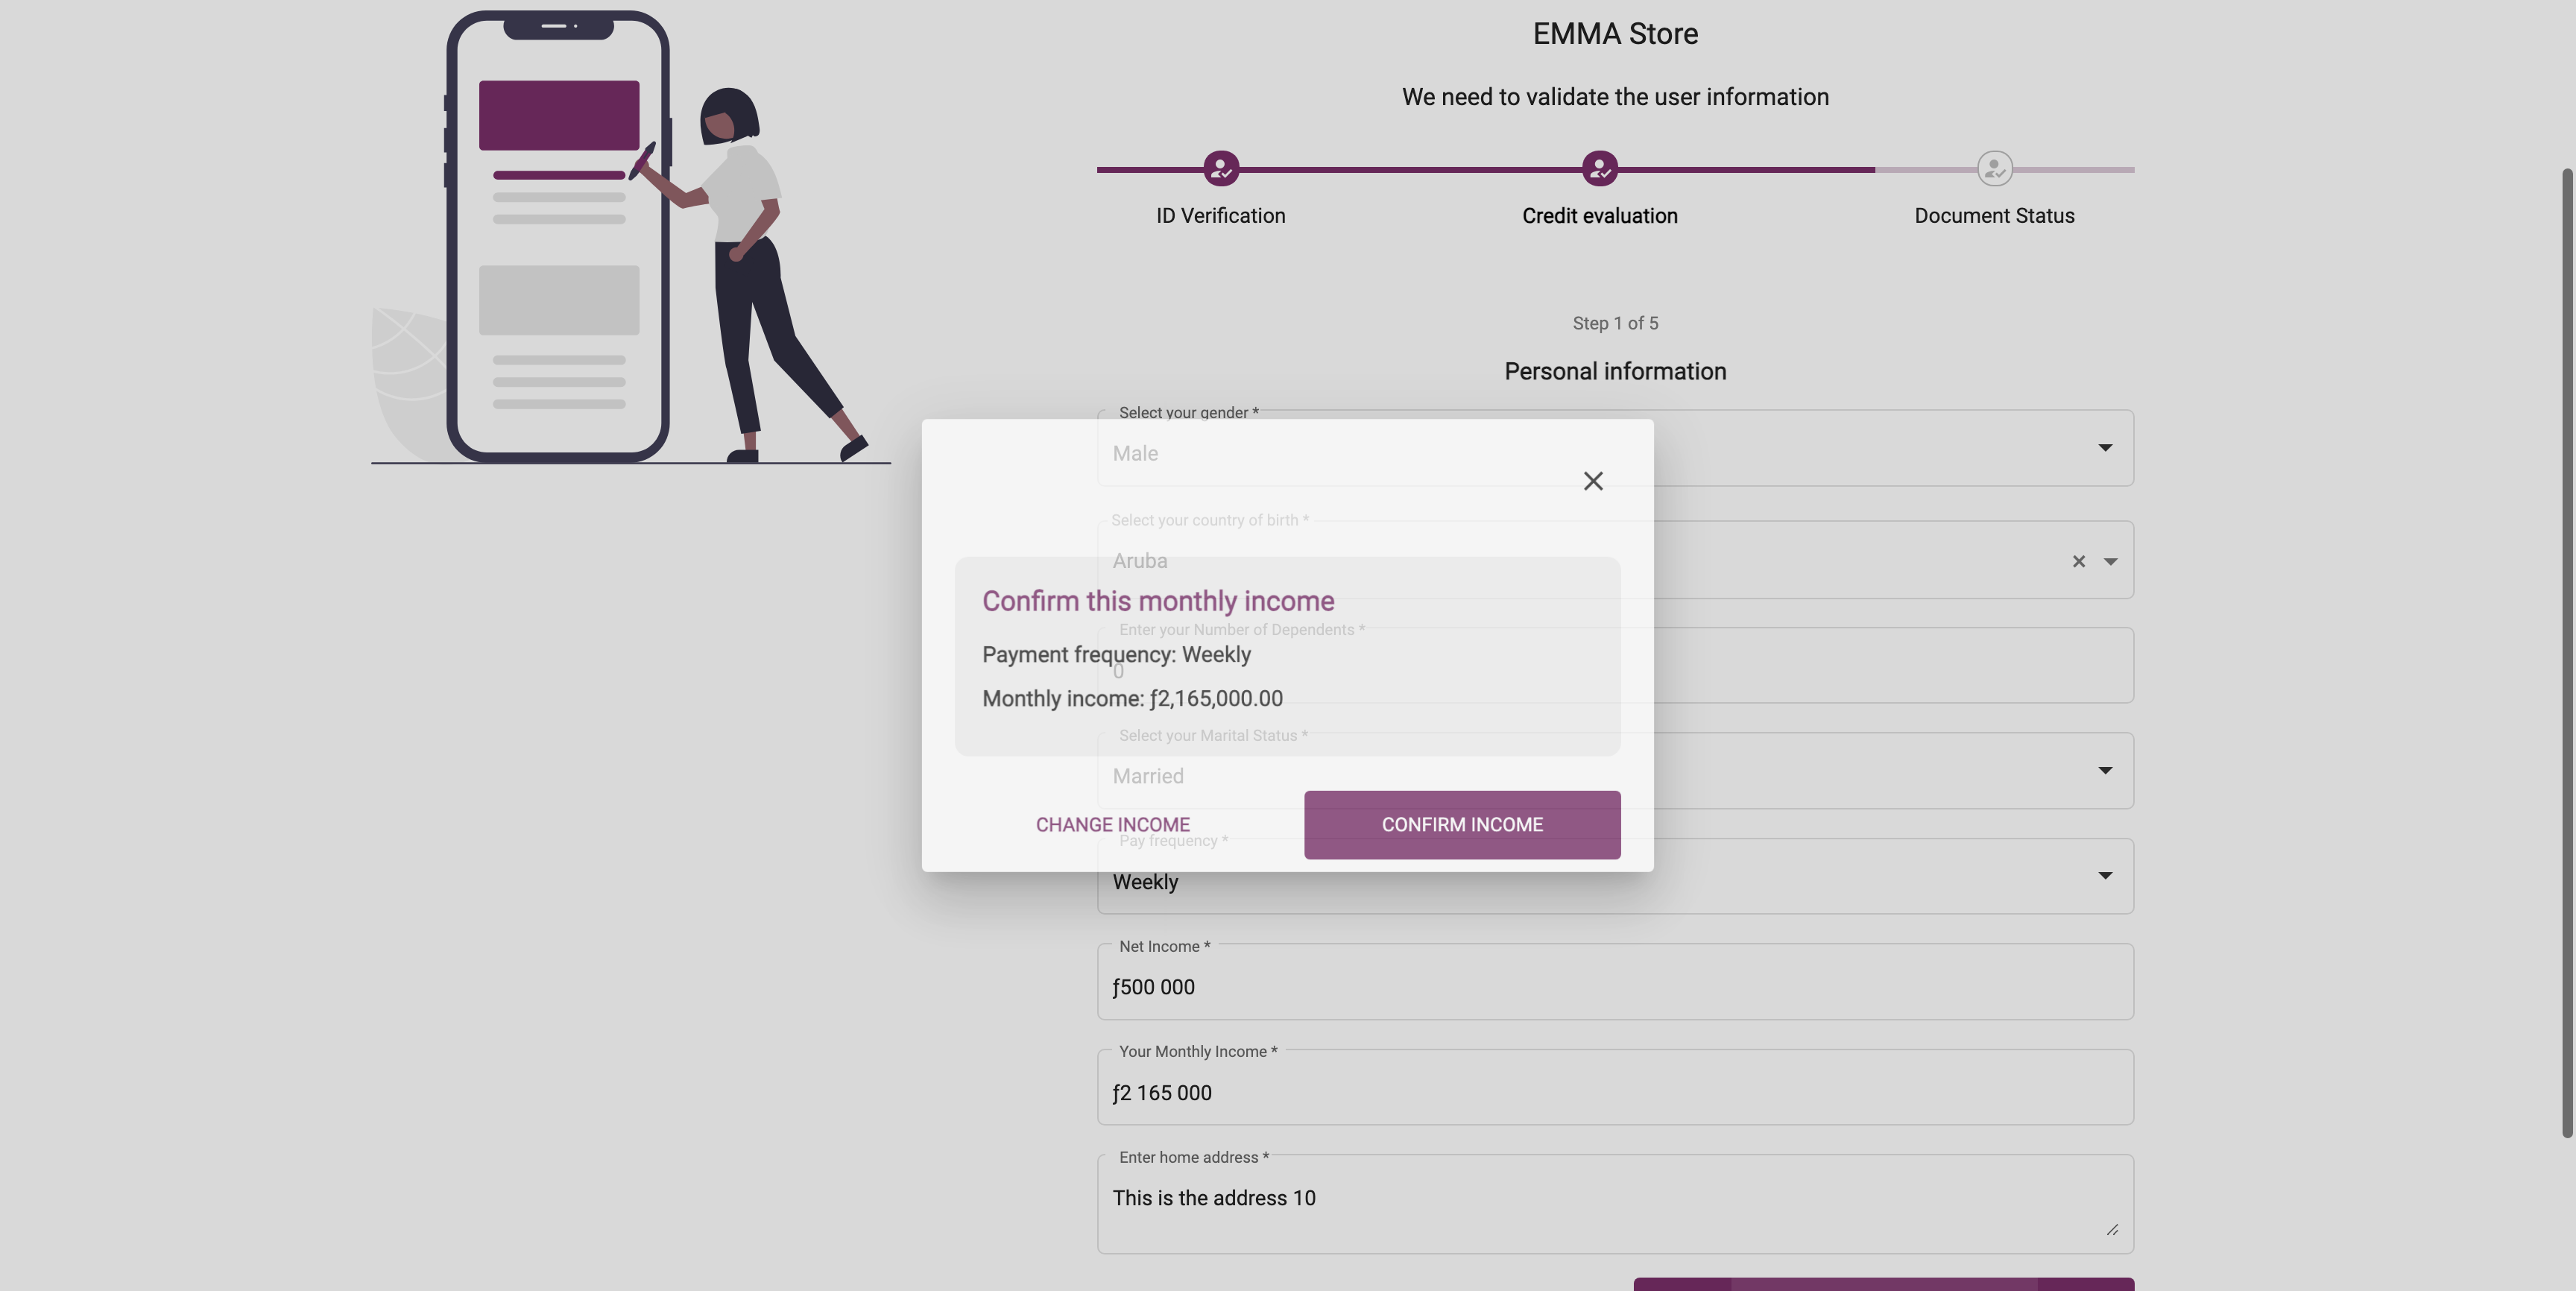 EMMA Store
We need to validate the user information
ID Verification
Credit evaluation
Document Status
Step 1 of 5
Personal information
Select your gender *
Male
Select your country of birth *
Aruba
Confirm this monthly income
Enter your Number of Dependents *
Payment frequency: Weekly
0
Monthly income: ƒ2,165,000.00
Select your Marital Status *
Married
CHANGE INCOME
CONFIRM INCOME
Pay frequency *
Weekly
Net Income *
ƒ500 000
Your Monthly Income *
ƒ2 165 000
Enter home address *
This is the address 10